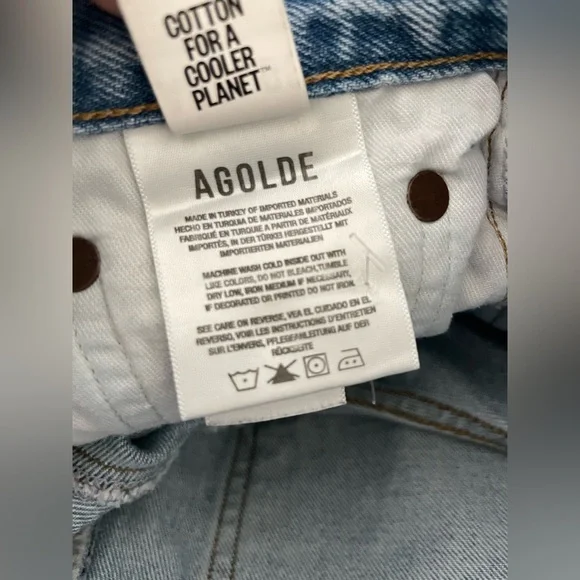 COTTON
FOR A
COOLER
PLANET™
AGOLDE
MADE IN TURKEY OF IMPORTED MATERIALS
HECHO EN TURQUIA DE MATERIALES IMPORTADOS
FABRIQUÉ EN TURQUIE A PARTIR DE MATÉRIAUX
IMPORTÉS, IN DER TÜRKEI HERGESTELLT MIT
IMPORTIERTEN MATERIALIEN
MACHINE WASH COLD INSIDE OUT WITH
LIKE COLORS, DO NOT BLEACH,TUMBLE
DRY LOW, IRON MEDIUM IF NECESSARY,
IF DECORATED OR PRINTED DO NOT IRON.
SEE CARE ON REVERSE, VEA EL CUIDADO EN EL
REVERSO, VOIR LES INSTRUCTIONS D'ENTRETIEN
SUR L'ENVERS, PFLEGEANLEITUNG AUF DER
RÜCKSEITE